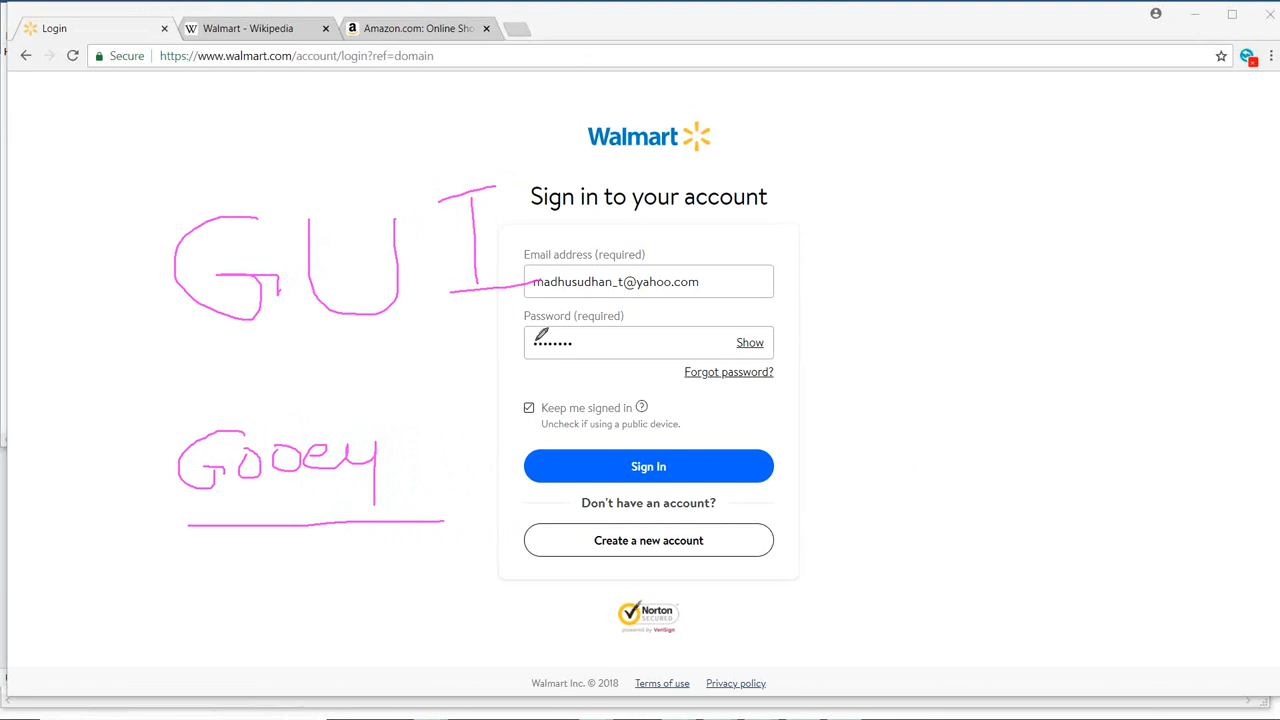 Login
Walmart - Wikipedia
Amazon.com: Online Sho
Secure https://www.walmart.com/account/login?ref=domain
Walmart
Sign in to your account
GUI
Email address (required)
madhusudhan_t@yahoo.com
Password (required)
••••••••
Show
Forgot password?
Keep me signed in ?
Uncheck if using a public device.
Gooey
Sign In
Don't have an account?
Create a new account
Norton
SECURED
powered by VeriSign
Walmart Inc. © 2018 Terms of use Privacy policy